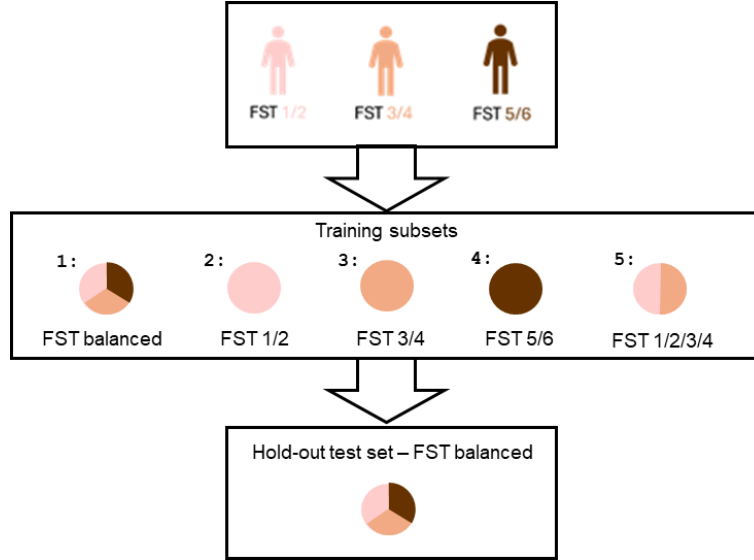 FST 1/2 FST 3/4 FST 5/6
Training subsets
1: 2: 3: 4: 5:
FST balanced FST 1/2 FST 3/4 FST 5/6 FST 1/2/3/4
Hold-out test set – FST balanced